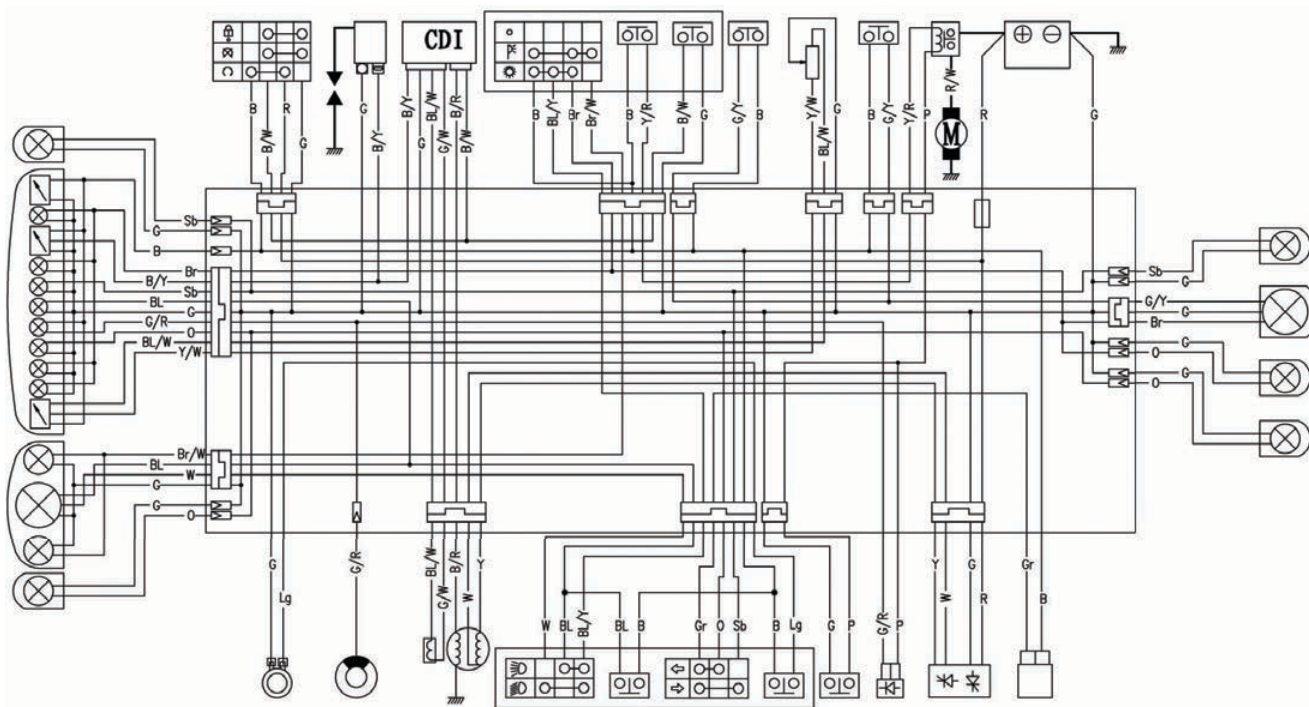 CDI
B
B/W
R
G
G
B/Y
B/Y
G
BL/W
G/W
B/R
B/W
B
BL/Y
Br
Br/W
B
Y/R
B/W
G
G/Y
B
Y/W
BL/W
G
B
G/Y
Y/R
P
R/W
M
R
G
Sb
G
B
Br
B/Y
Sb
BL
G
G/R
O
BL/W
Y/W
Sb
G
G/Y
G
Br
G
O
G
O
Br/W
BL
W
G
G
O
G
Lg
G/R
BL/W
G/W
B/R
W
Y
W
BL
BL/Y
BL
B
Gr
O
Sb
B
Lg
G
P
G/R
P
Y
W
G
R
Gr
B